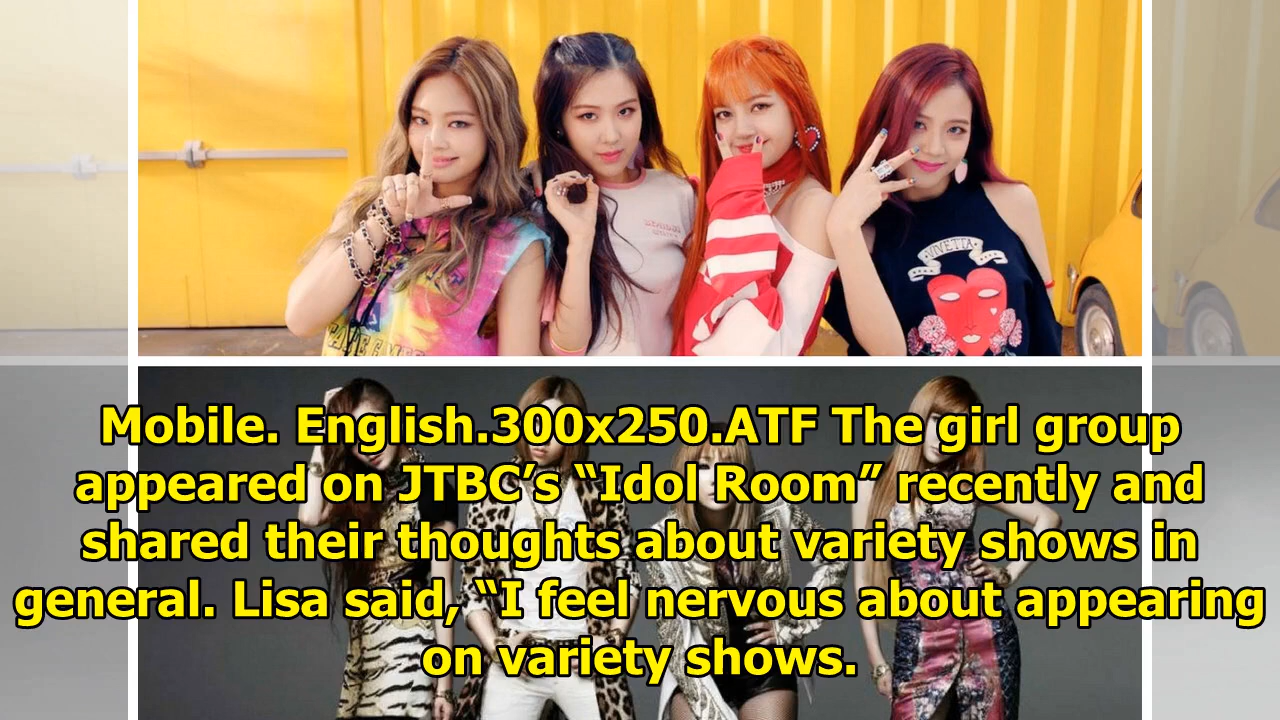 VIVETTA
Mobile. English.300x250.ATF The girl group
appeared on JTBC’s “Idol Room” recently and
shared their thoughts about variety shows in
general. Lisa said, “I feel nervous about appearing
on variety shows.